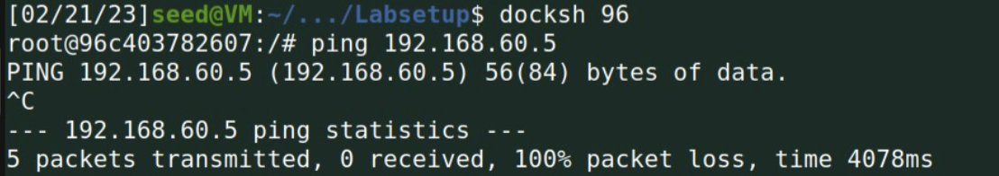 [02/21/23]seed@VM:~/.../Labsetup$ docksh 96
root@96c403782607:/# ping 192.168.60.5
PING 192.168.60.5 (192.168.60.5) 56(84) bytes of data.
^C
--- 192.168.60.5 ping statistics ---
5 packets transmitted, 0 received, 100% packet loss, time 4078ms